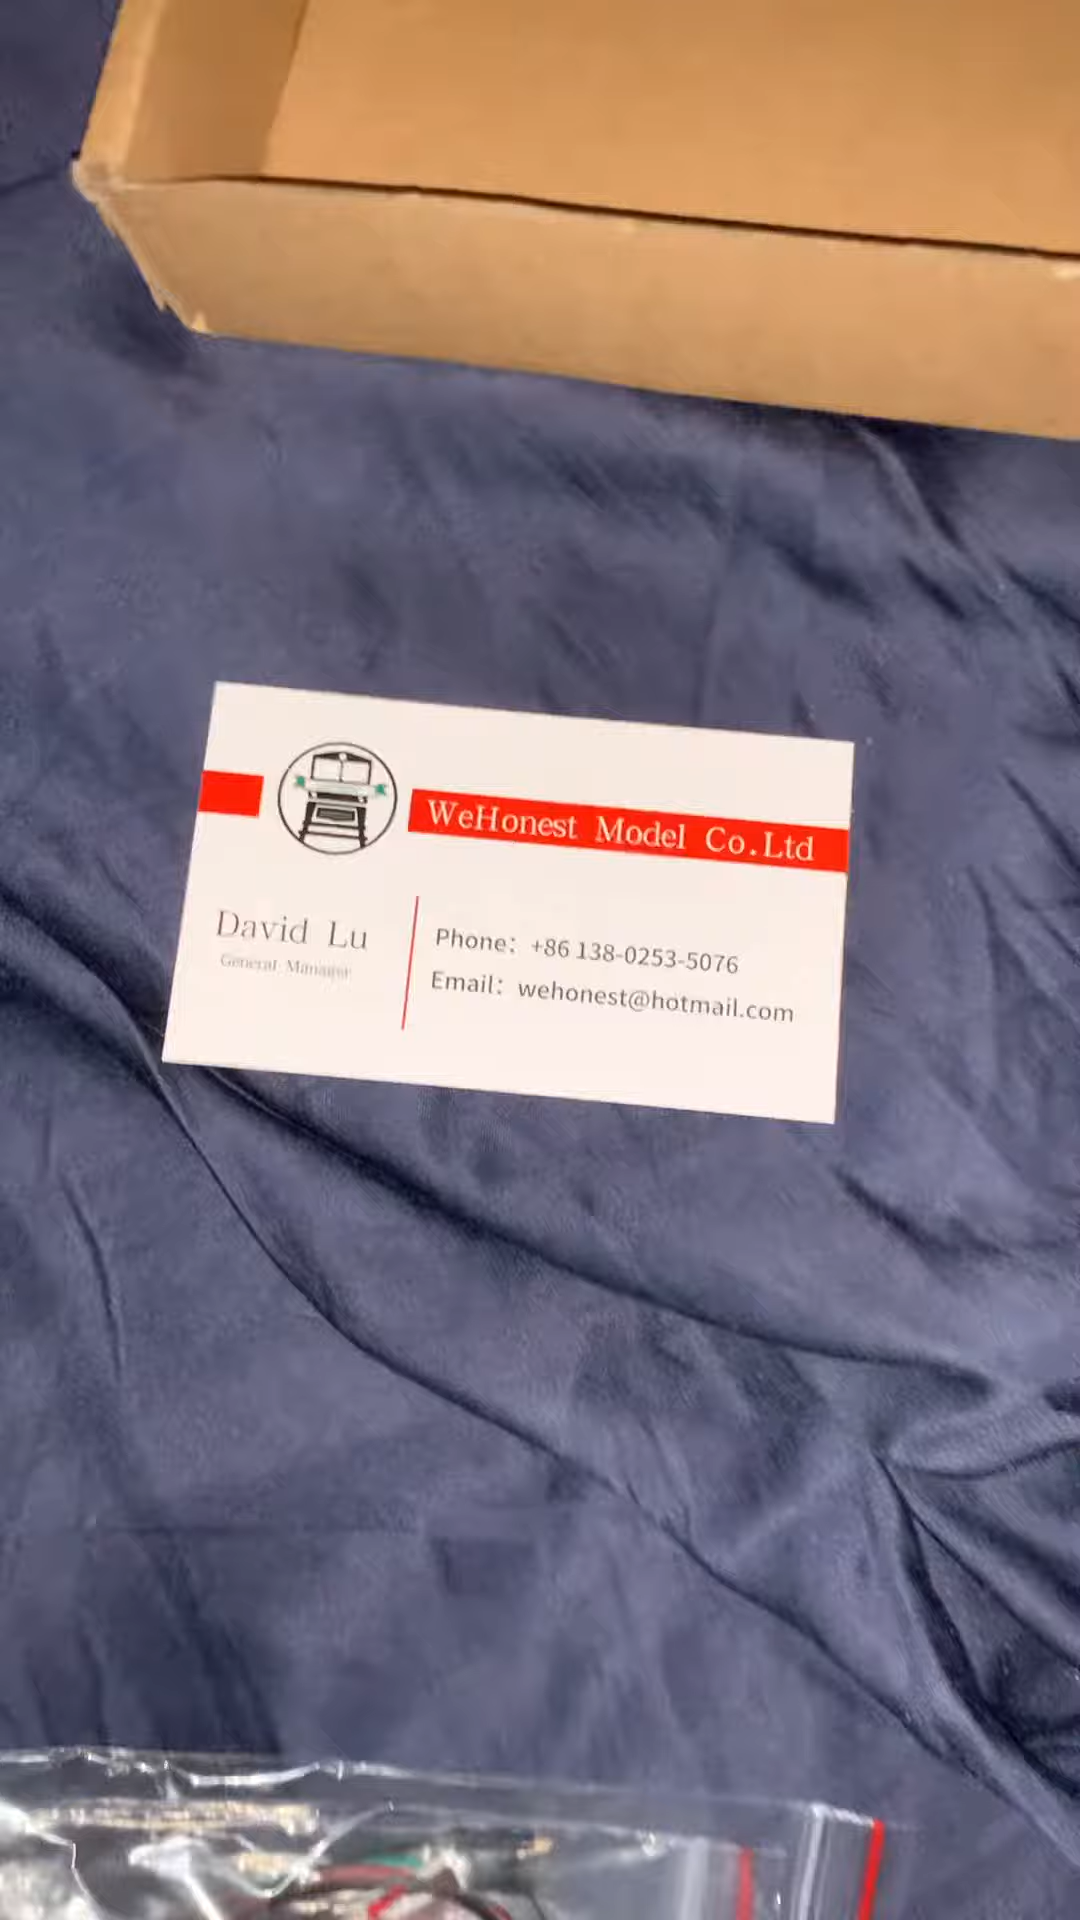 WeHonest Model Co.Ltd
David Lu
General Manager
Phone: +86 138-0253-5076
Email: wehonest@hotmail.com